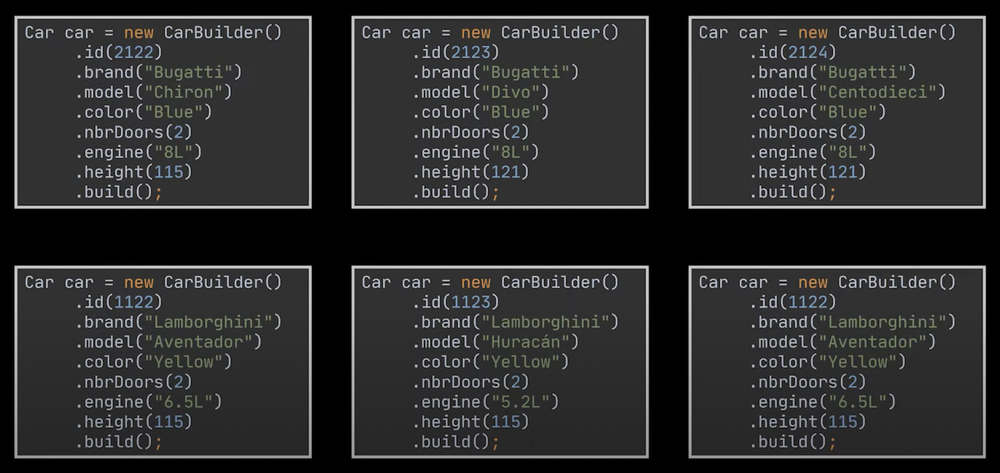 Car car = new CarBuilder()
.id(2122)
.brand("Bugatti")
.model("Chiron")
.color("Blue")
.nbrDoors(2)
.engine("8L")
.height(115)
.build();
Car car = new CarBuilder()
.id(2123)
.brand("Bugatti")
.model("Divo")
.color("Blue")
.nbrDoors(2)
.engine("8L")
.height(121)
.build();
Car car = new CarBuilder()
.id(2124)
.brand("Bugatti")
.model("Centodieci")
.color("Blue")
.nbrDoors(2)
.engine("8L")
.height(121)
.build();
Car car = new CarBuilder()
.id(1122)
.brand("Lamborghini")
.model("Aventador")
.color("Yellow")
.nbrDoors(2)
.engine("6.5L")
.height(115)
.build();
Car car = new CarBuilder()
.id(1123)
.brand("Lamborghini")
.model("Huracán")
.color("Yellow")
.nbrDoors(2)
.engine("5.2L")
.height(115)
.build();
Car car = new CarBuilder()
.id(1122)
.brand("Lamborghini")
.model("Aventador")
.color("Yellow")
.nbrDoors(2)
.engine("6.5L")
.height(115)
.build();